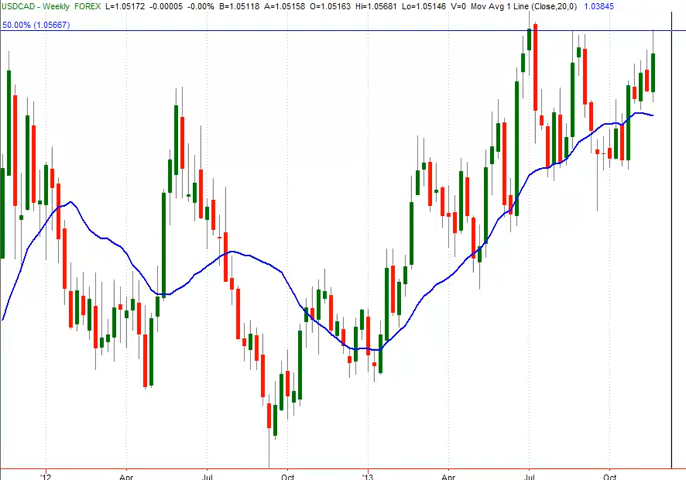 USDCAD - Weekly FOREX L=1.05172 -0.00005 -0.00% B=1.05118 A=1.05158 O=1.05163 Hi=1.05681 Lo=1.05146 V=0 Mov Avg 1 Line (Close,20,0) 1.03845
50.00% (1.05667)
'12 Apr Jul Oct '13 Apr Jul Oct